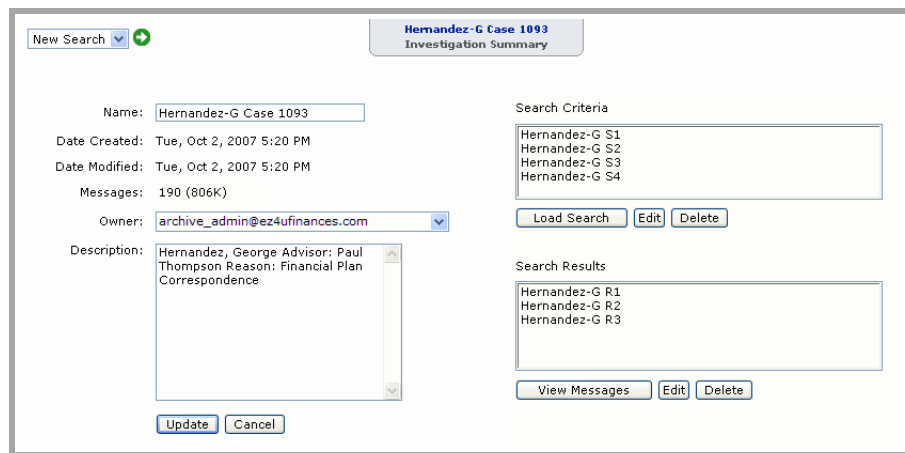 New Search
Hernandez-G Case 1093
Investigation Summary
Name: Hernandez-G Case 1093
Date Created: Tue, Oct 2, 2007 5:20 PM
Date Modified: Tue, Oct 2, 2007 5:20 PM
Messages: 190 (806K)
Owner: archive_admin@ez4ufinances.com
Description: Hernandez, George Advisor: Paul
Thompson Reason: Financial Plan
Correspondence
Update Cancel
Search Criteria
Hernandez-G S1
Hernandez-G S2
Hernandez-G S3
Hernandez-G S4
Load Search Edit Delete
Search Results
Hernandez-G R1
Hernandez-G R2
Hernandez-G R3
View Messages Edit Delete